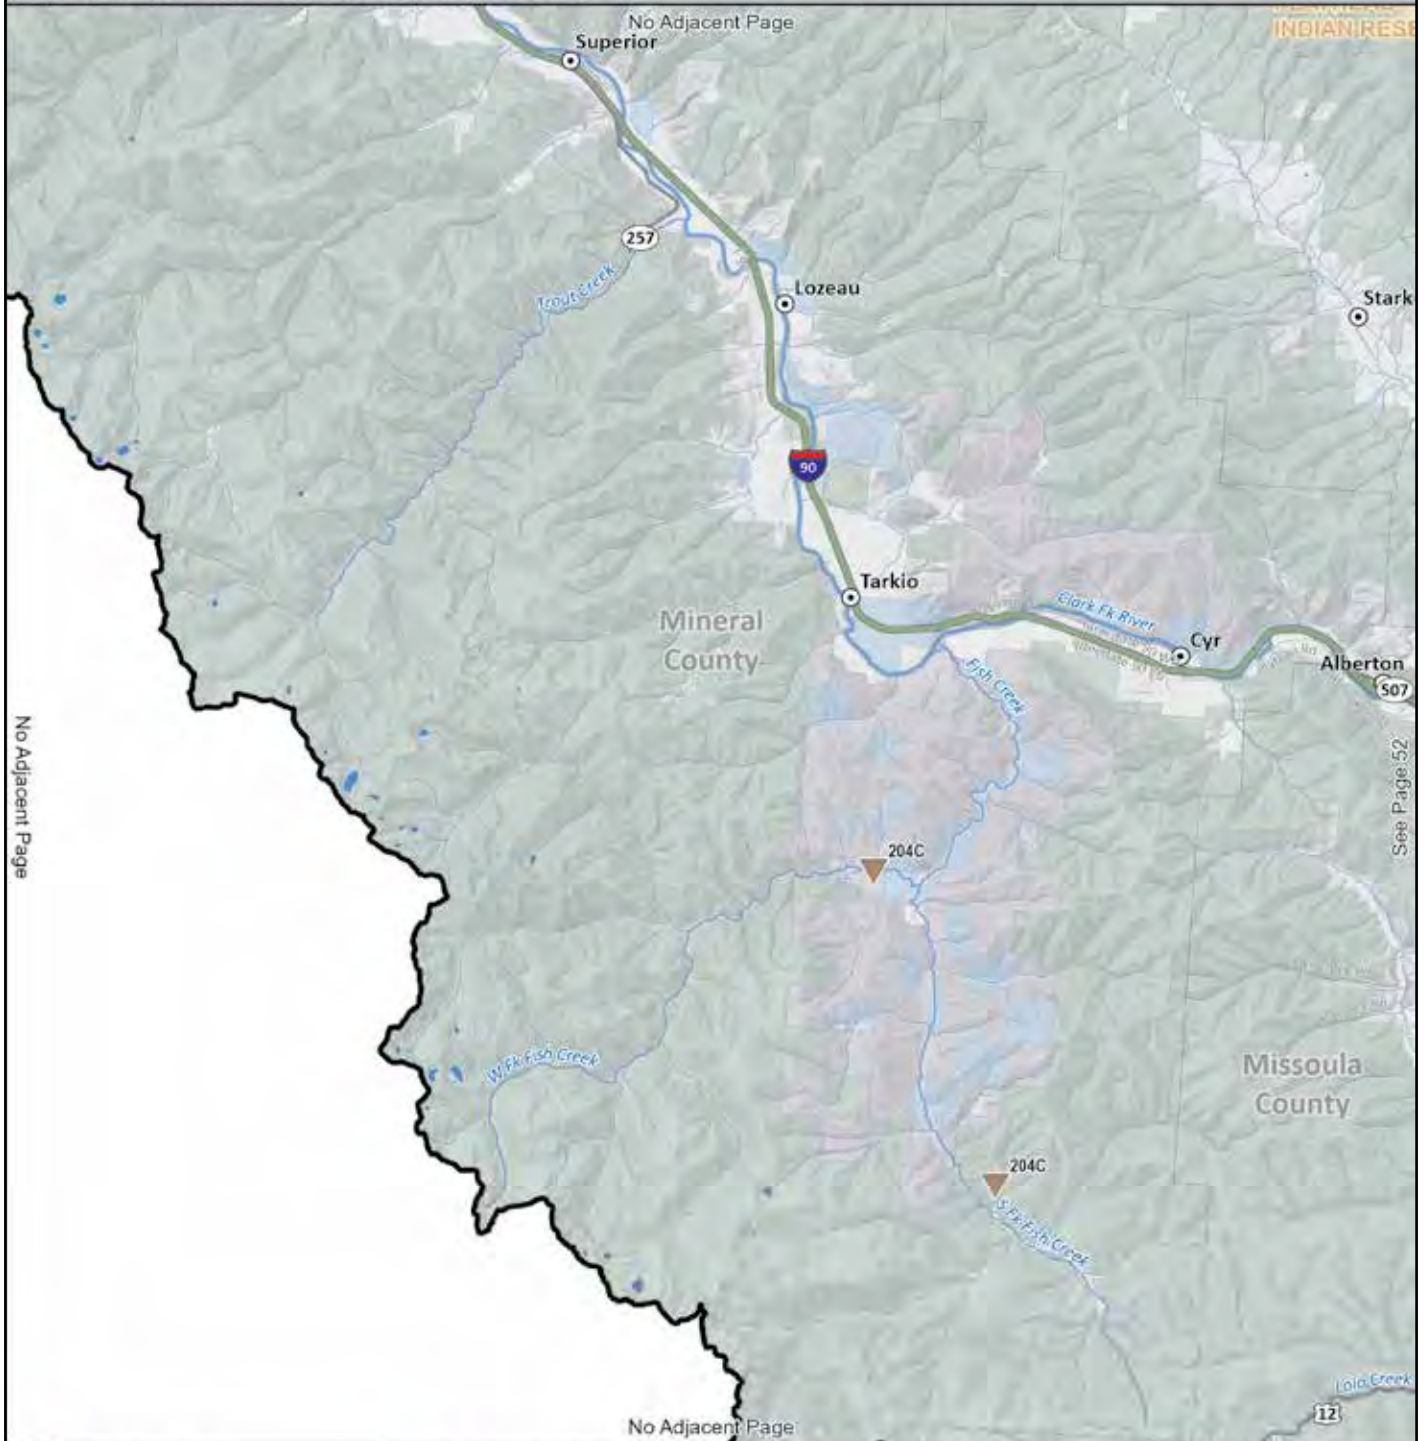 No Adjacent Page
INDIAN RESE
Superior
257
Trout Creek
Lozeau
Stark
90
Tarkio
Mineral
County
Clark Fk River
Cyr
Alberton
507
Fish Creek
No Adjacent Page
See Page 52
204C
W Fk Fish Creek
Missoula
County
204C
S Fk Fish Creek
Lolo Creek
12
No Adjacent Page